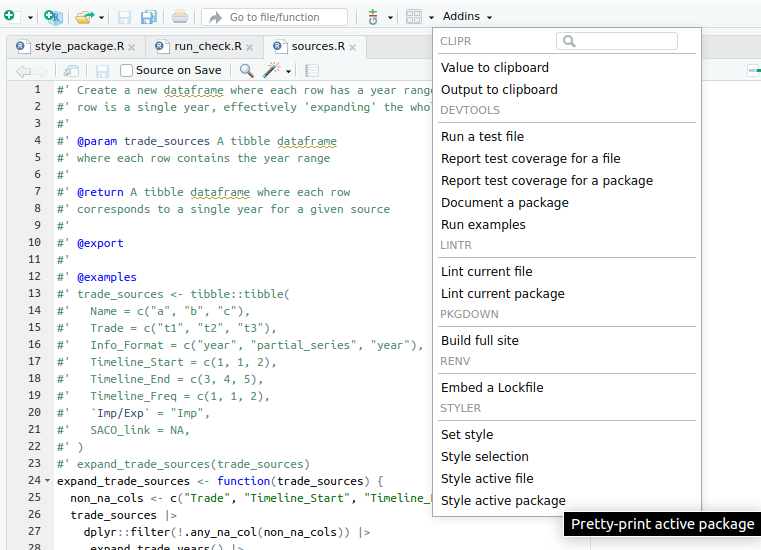 Go to file/function
Addins
style_package.R
run_check.R
sources.R
Source on Save
1 #' Create a new dataframe where each row has a year rang
2 #' row is a single year, effectively 'expanding' the who
3 #'
4 #' @param trade_sources A tibble dataframe
5 #' where each row contains the year range
6 #'
7 #' @return A tibble dataframe where each row
8 #' corresponds to a single year for a given source
9 #'
10 #' @export
11 #'
12 #' @examples
13 #' trade_sources <- tibble::tibble(
14 #'   Name = c("a", "b", "c"),
15 #'   Trade = c("t1", "t2", "t3"),
16 #'   Info_Format = c("year", "partial_series", "year"),
17 #'   Timeline_Start = c(1, 1, 2),
18 #'   Timeline_End = c(3, 4, 5),
19 #'   Timeline_Freq = c(1, 1, 2),
20 #'   `Imp/Exp` = "Imp",
21 #'   SACO_link = NA,
22 #' )
23 #' expand_trade_sources(trade_sources)
24 expand_trade_sources <- function(trade_sources) {
25   non_na_cols <- c("Trade", "Timeline_Start", "Timeline_
26   trade_sources |>
27     dplyr::filter(!.any_na_col(non_na_cols)) |>
28     .expand_trade_years() |>
CLIPR
Value to clipboard
Output to clipboard
DEVTOOLS
Run a test file
Report test coverage for a file
Report test coverage for a package
Document a package
Run examples
LINTR
Lint current file
Lint current package
PKGDOWN
Build full site
RENV
Embed a Lockfile
STYLER
Set style
Style selection
Style active file
Style active package
Pretty-print active package